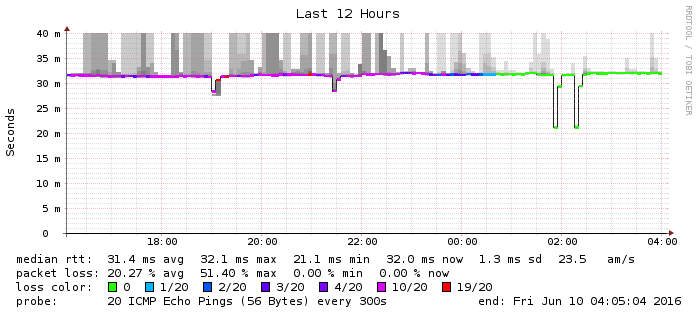 Last 12 Hours
RRDTOOL / TOBI OETIKER
Seconds
40 m
35 m
30 m
25 m
20 m
15 m
10 m
5 m
0
18:00 20:00 22:00 00:00 02:00 04:00
median rtt: 31.4 ms avg 32.1 ms max 21.1 ms min 32.0 ms now 1.3 ms sd 23.5 am/s
packet loss: 20.27 % avg 51.40 % max 0.00 % min 0.00 % now
loss color: 0 1/20 2/20 3/20 4/20 10/20 19/20
probe: 20 ICMP Echo Pings (56 Bytes) every 300s end: Fri Jun 10 04:05:04 2016